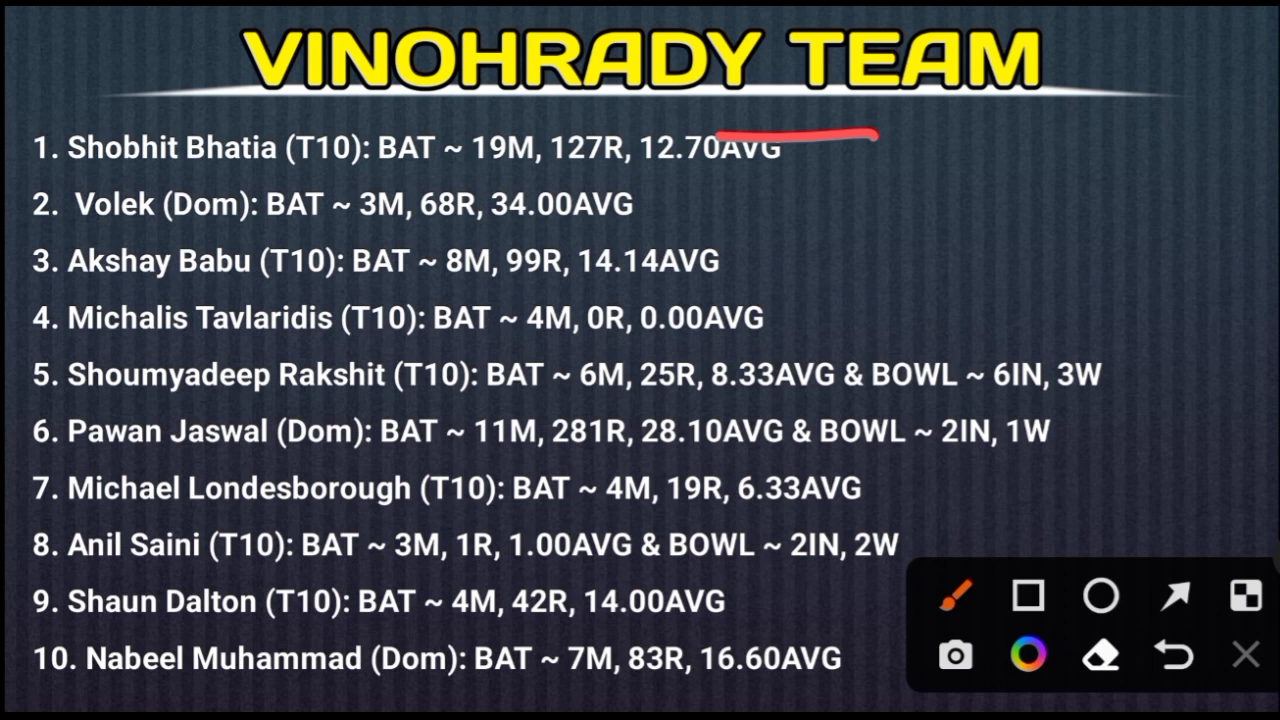 VINOHRADY TEAM
1. Shobhit Bhatia (T10): BAT ~ 19M, 127R, 12.70AVG
2. Volek (Dom): BAT ~ 3M, 68R, 34.00AVG
3. Akshay Babu (T10): BAT ~ 8M, 99R, 14.14AVG
4. Michalis Tavlaridis (T10): BAT ~ 4M, 0R, 0.00AVG
5. Shoumyadeep Rakshit (T10): BAT ~ 6M, 25R, 8.33AVG & BOWL ~ 6IN, 3W
6. Pawan Jaswal (Dom): BAT ~ 11M, 281R, 28.10AVG & BOWL ~ 2IN, 1W
7. Michael Londesborough (T10): BAT ~ 4M, 19R, 6.33AVG
8. Anil Saini (T10): BAT ~ 3M, 1R, 1.00AVG & BOWL ~ 2IN, 2W
9. Shaun Dalton (T10): BAT ~ 4M, 42R, 14.00AVG
10. Nabeel Muhammad (Dom): BAT ~ 7M, 83R, 16.60AVG